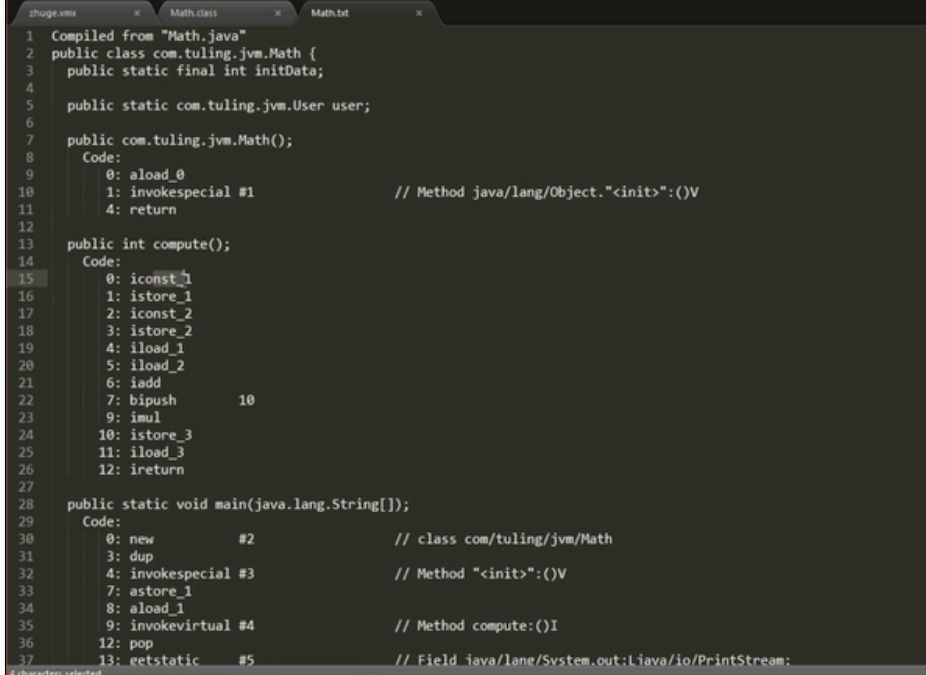 zhuge.vmx × Math.class × Math.txt ×
1 Compiled from "Math.java"
2 public class com.tuling.jvm.Math {
3 public static final int initData;
4
5 public static com.tuling.jvm.User user;
6
7 public com.tuling.jvm.Math();
8 Code:
9 0: aload_0
10 1: invokespecial #1 // Method java/lang/Object."<init>":()V
11 4: return
12
13 public int compute();
14 Code:
15 0: iconst_1
16 1: istore_1
17 2: iconst_2
18 3: istore_2
19 4: iload_1
20 5: iload_2
21 6: iadd
22 7: bipush 10
23 9: imul
24 10: istore_3
25 11: iload_3
26 12: ireturn
27
28 public static void main(java.lang.String[]);
29 Code:
30 0: new #2 // class com/tuling/jvm/Math
31 3: dup
32 4: invokespecial #3 // Method "<init>":()V
33 7: astore_1
34 8: aload_1
35 9: invokevirtual #4 // Method compute:()I
36 12: pop
37 13: getstatic #5 // Field java/lang/System.out:Ljava/io/PrintStream;
characters selected